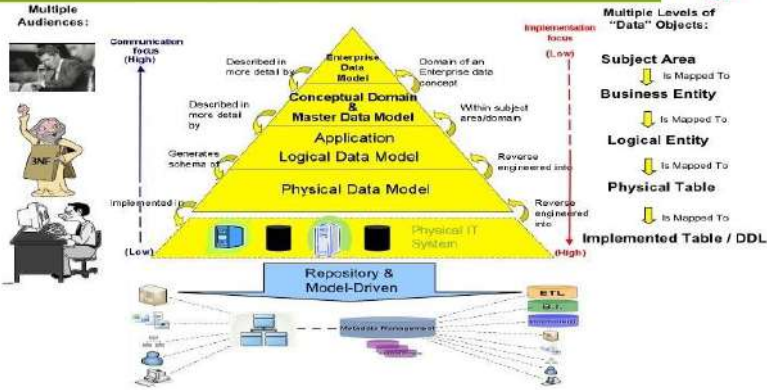 Multiple
Audiences:
3NF
Communication
focus
(High)
(Low)
Described in
more detail by
Described in
more detail
by
Generates
schema of
Implemented in
Enterprise
Data
Model
Conceptual Domain
&
Master Data Model
Application
Logical Data Model
Physical Data Model
Physical IT
System
Domain of an
Enterprise data
concept
Within subject
area/domain
Reverse
engineered into
Reverse
engineered
into
Implementation
focus
(Low)
(High)
Multiple Levels of
"Data" Objects:
Subject Area
Is Mapped To
Business Entity
Is Mapped To
Logical Entity
Is Mapped To
Physical Table
Is Mapped To
Implemented Table / DDL
Repository &
Model-Driven
Metadata Management
ETL